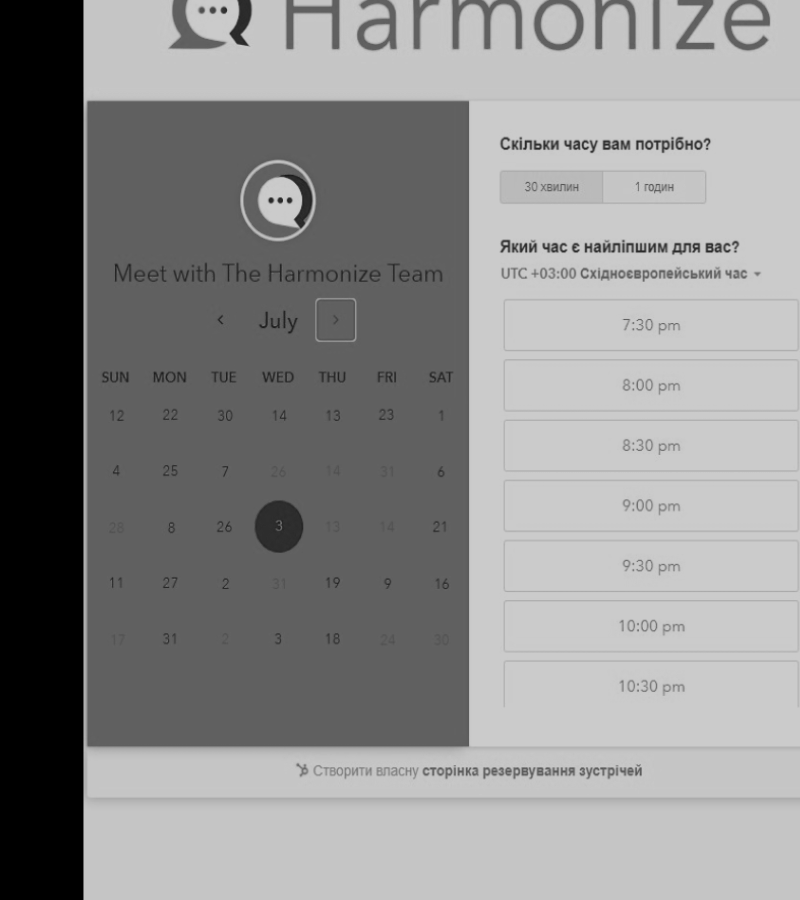 Harmonize
Meet with The Harmonize Team
July
SUN MON TUE WED THU FRI SAT
12 22 30 14 13 23 1
4 25 7 26 14 31 6
28 8 26 3 13 14 21
11 27 2 31 19 9 16
17 31 2 3 18 24 30
Скільки часу вам потрібно?
30 хвилин 1 годин
Який час є найліпшим для вас?
UTC +03:00 Східноєвропейський час
7:30 pm
8:00 pm
8:30 pm
9:00 pm
9:30 pm
10:00 pm
10:30 pm
Створити власну сторінка резервування зустрічей